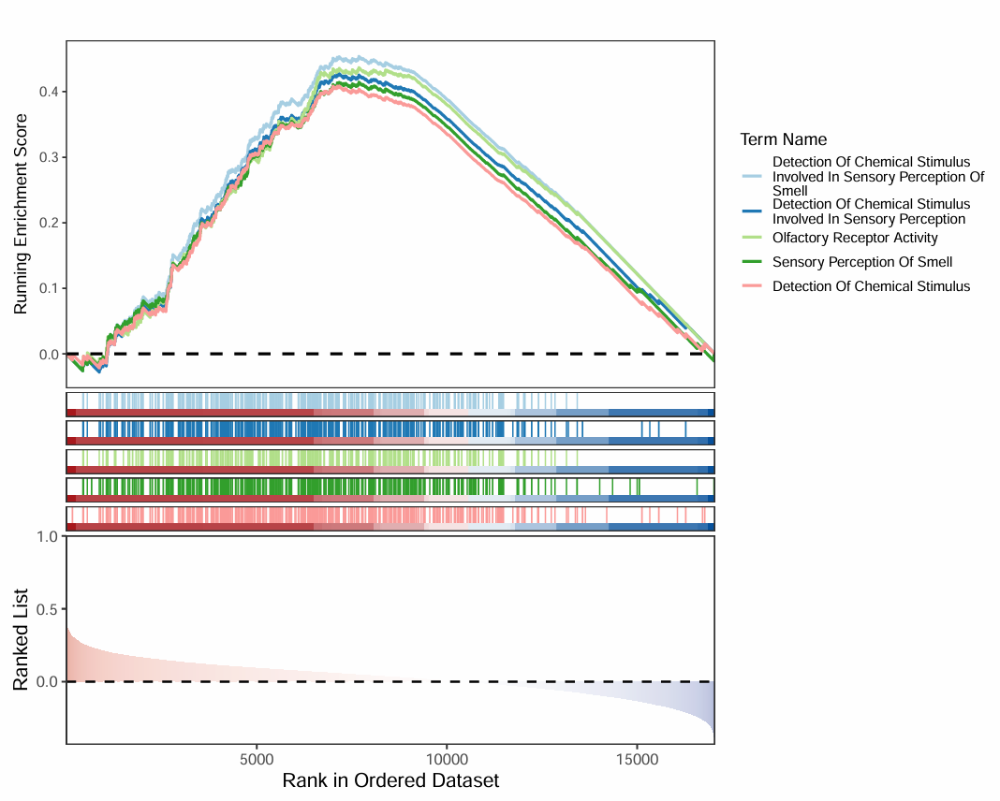 Running Enrichment Score
0.4
0.3
0.2
0.1
0.0
Term Name
Detection Of Chemical Stimulus
Involved In Sensory Perception Of
Smell
Detection Of Chemical Stimulus
Involved In Sensory Perception
Olfactory Receptor Activity
Sensory Perception Of Smell
Detection Of Chemical Stimulus
Ranked List
1.0
0.5
0.0
5000
10000
15000
Rank in Ordered Dataset